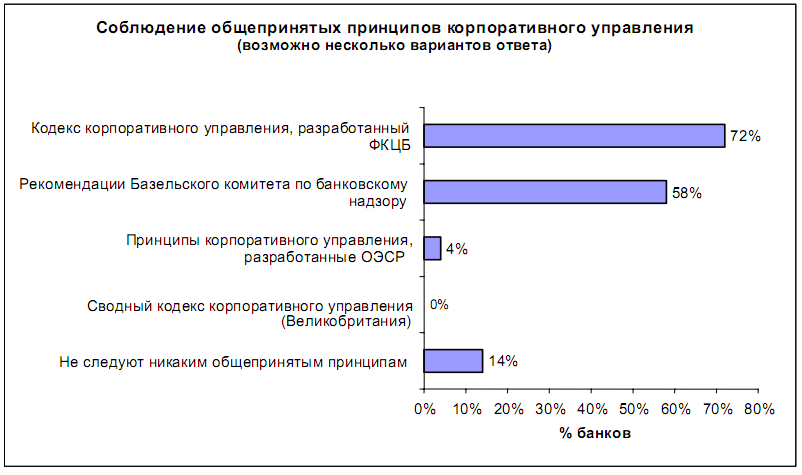 Соблюдение общепринятых принципов корпоративного управления
(возможно несколько вариантов ответа)
Кодекс корпоративного управления, разработанный
ФКЦБ
72%
Рекомендации Базельского комитета по банковскому
надзору
58%
Принципы корпоративного управления,
разработанные ОЭСР
4%
Сводный кодекс корпоративного управления
(Великобритания)
0%
Не следуют никаким общепринятым принципам
14%
0% 10% 20% 30% 40% 50% 60% 70% 80%
% банков